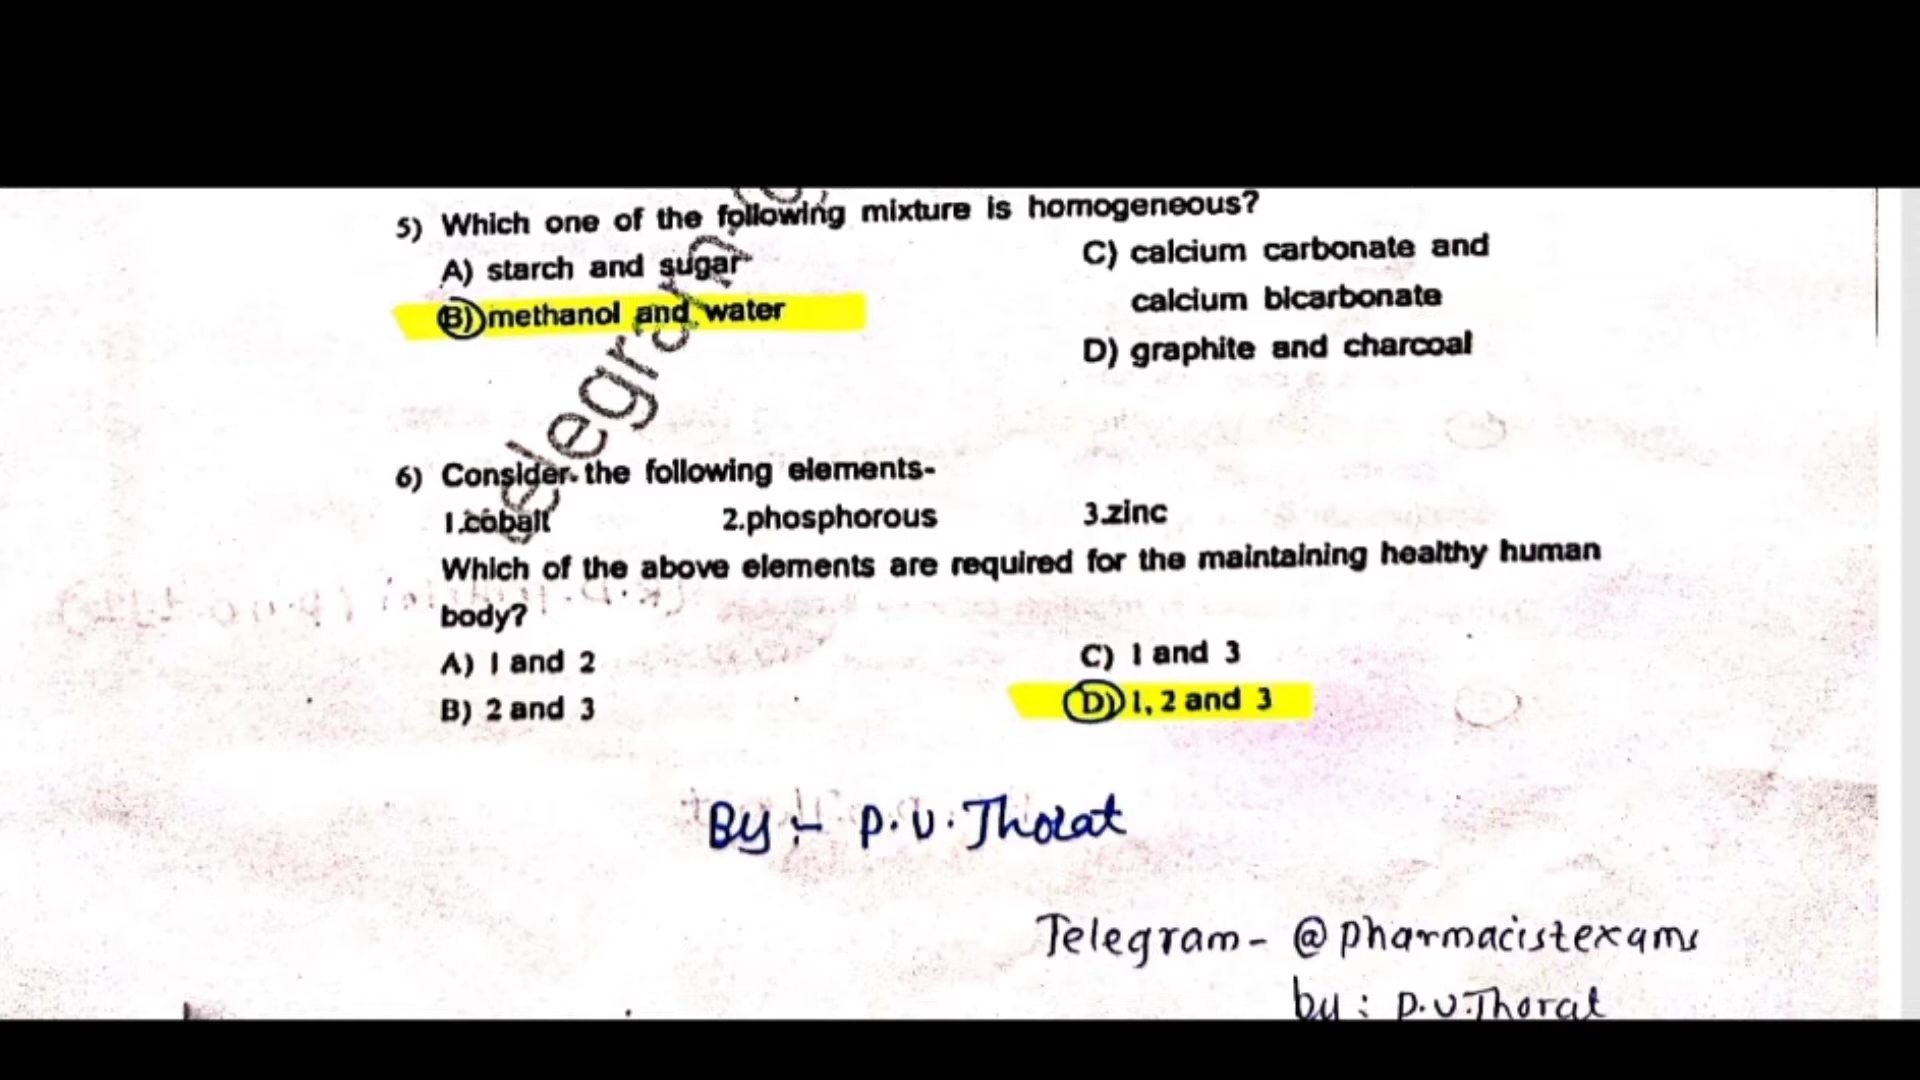 5) Which one of the following mixture is homogeneous?
A) starch and sugar
B) methanol and water
C) calcium carbonate and
calcium bicarbonate
D) graphite and charcoal
6) Consider the following elements-
1.cobalt 2.phosphorous 3.zinc
Which of the above elements are required for the maintaining healthy human
body?
A) 1 and 2
B) 2 and 3
C) 1 and 3
D) 1, 2 and 3
By :- P.V.Thorat
Telegram- @pharmacistexams
by : P.V.Thorat